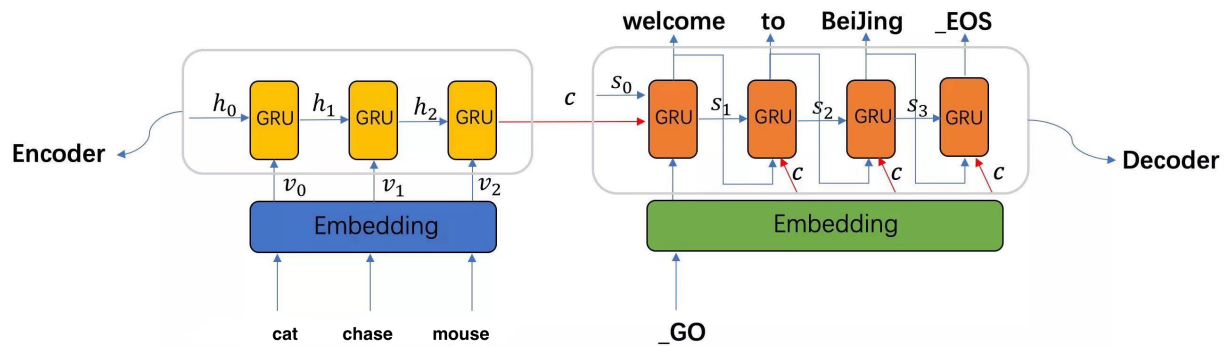 welcome to BeiJing _EOS
h₀ GRU h₁ GRU h₂ GRU c s₀ GRU s₁ GRU s₂ GRU s₃ GRU
Encoder
Decoder
v₀ v₁ v₂ c c c
Embedding Embedding
cat chase mouse _GO